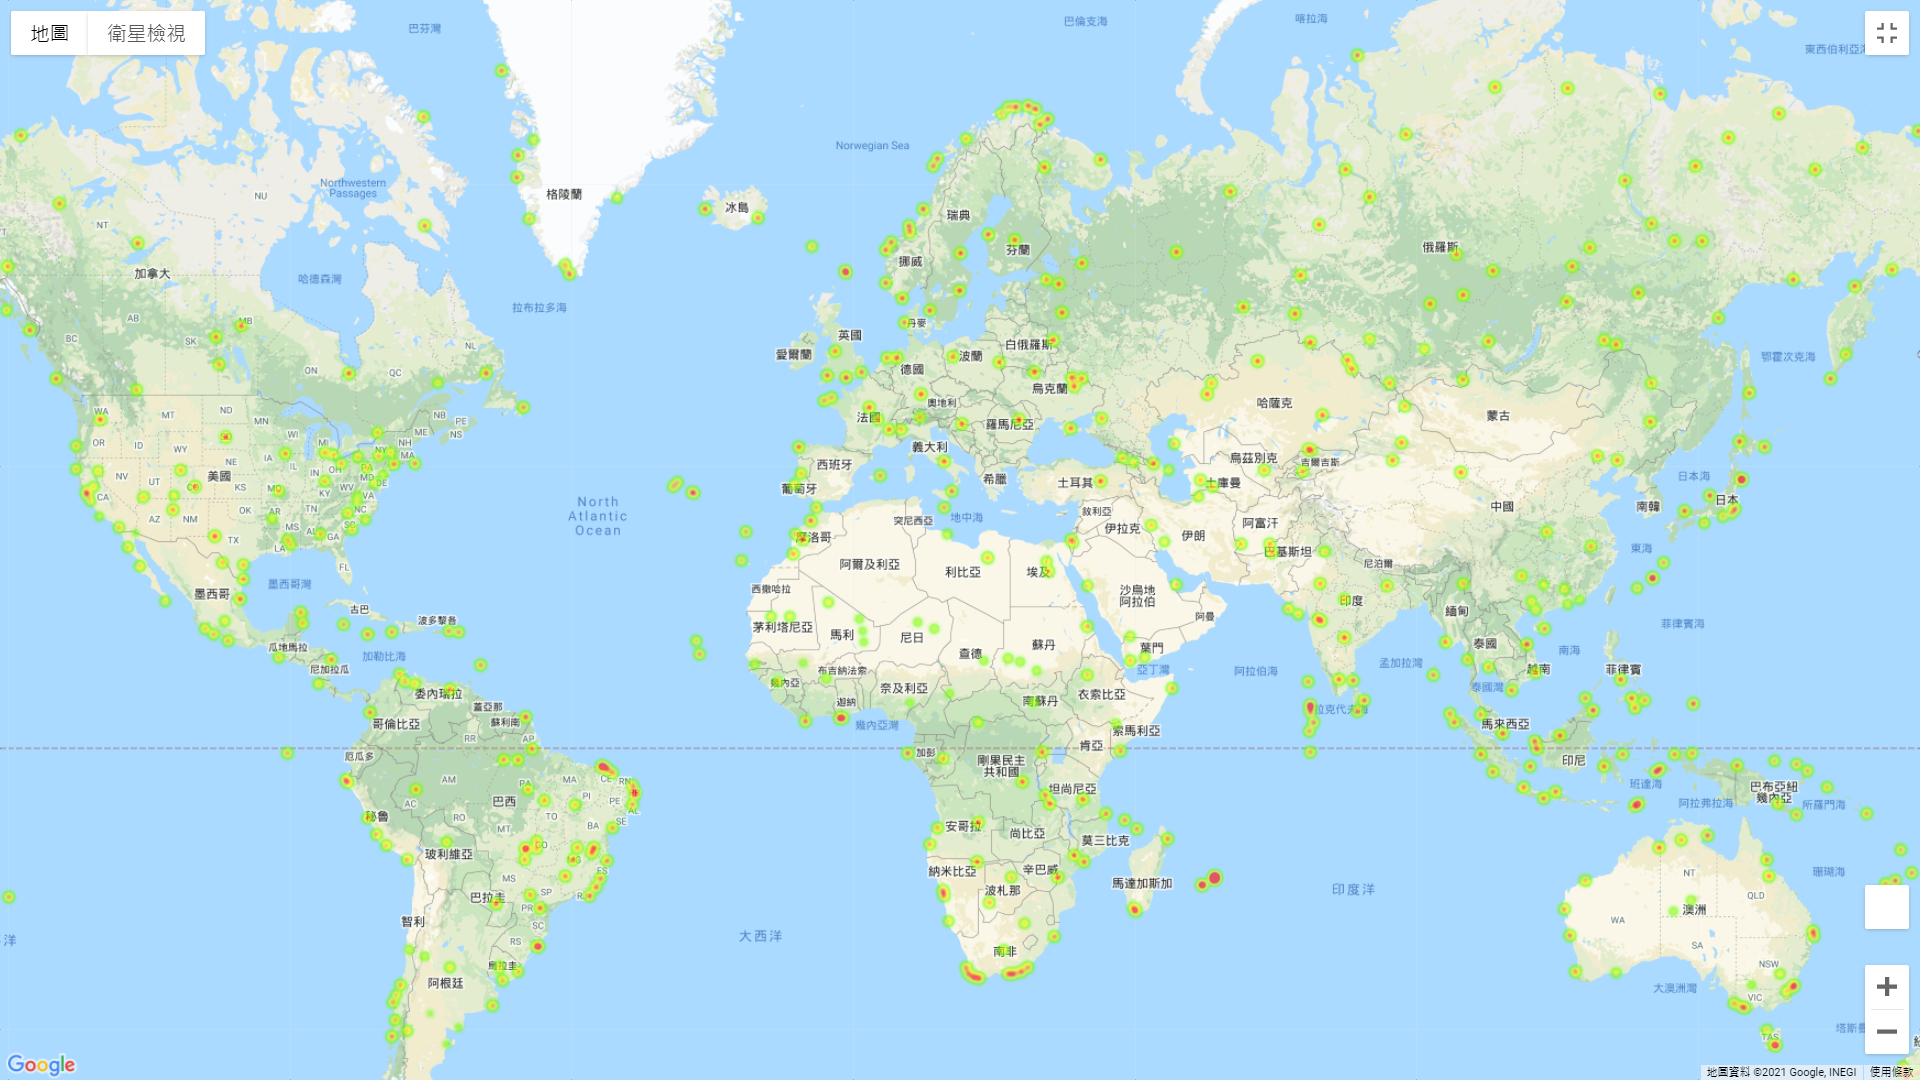 地圖
衛星檢視
巴芬灣
巴倫支海
喀拉海
Norwegian Sea
Northwestern
Passages
NU
NT
格陵蘭
冰島
瑞典
芬蘭
挪威
俄羅斯
加拿大
哈德森灣
拉布拉多海
AB
MB
SK
BC
ON
QC
NL
NB
PE
NS
英國
愛爾蘭
丹麥
白俄羅斯
波蘭
德國
烏克蘭
奧地利
法國
羅馬尼亞
義大利
西班牙
葡萄牙
希臘
土耳其
哈薩克
蒙古
鄂霍次克海
WA
MT
ND
MN
OR
ID
WY
WI
MI
NH
ME
MA
IA
NE
IL
IN
OH
PA
NY
NV
UT
美國
KS
MO
KY
WV
MD
DE
VA
CA
AZ
NM
OK
AR
TN
NC
SC
MS
AL
GA
TX
LA
FL
North
Atlantic
Ocean
烏茲別克
吉爾吉斯
土庫曼
中國
南韓
日本
日本海
敘利亞
伊拉克
伊朗
阿富汗
巴基斯坦
尼泊爾
地中海
突尼西亞
摩洛哥
阿爾及利亞
利比亞
埃及
沙烏地
阿拉伯
阿曼
印度
緬甸
東海
菲律賓海
西撒哈拉
墨西哥灣
墨西哥
古巴
波多黎各
瓜地馬拉
加勒比海
尼加拉瓜
茅利塔尼亞
馬利
尼日
查德
蘇丹
葉門
亞丁灣
阿拉伯海
孟加拉灣
泰國
南海
越南
菲律賓
泰國灣
委內瑞拉
蓋亞那
蘇利南
哥倫比亞
幾內亞
布吉納法索
迦納
奈及利亞
幾內亞灣
南蘇丹
衣索比亞
索馬利亞
拉克代夫海
馬來西亞
厄瓜多
RR
AP
AM
PA
MA
CE
RN
PI
PE
AL
SE
AC
RO
TO
BA
MT
GO
MG
ES
MS
SP
PR
SC
RS
巴西
秘魯
玻利維亞
巴拉圭
智利
烏拉圭
阿根廷
加彭
剛果民主
共和國
肯亞
坦尚尼亞
安哥拉
尚比亞
莫三比克
納米比亞
辛巴威
波札那
馬達加斯加
南非
大西洋
印度洋
印尼
班達海
阿拉弗拉海
巴布亞紐
幾內亞
所羅門海
珊瑚海
NT
QLD
WA
澳洲
SA
NSW
VIC
TAS
大澳洲灣
洋
Google
地圖資料 ©2021 Google, INEGI
使用條款